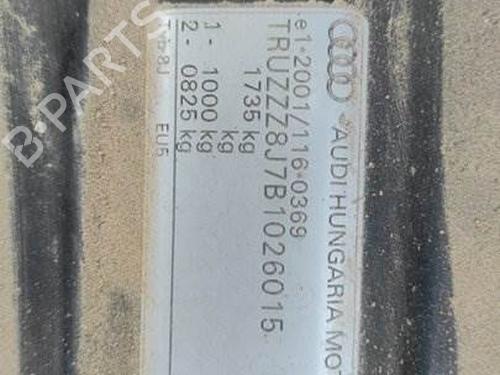 AUDI HUNGARIA MOT
e1*2001/116*0369
TRUZZZ8J7B1026015
1735 kg
kg
1 - 1000 kg
2 - 0825 kg
Typ 8J EU5
B-PARTS